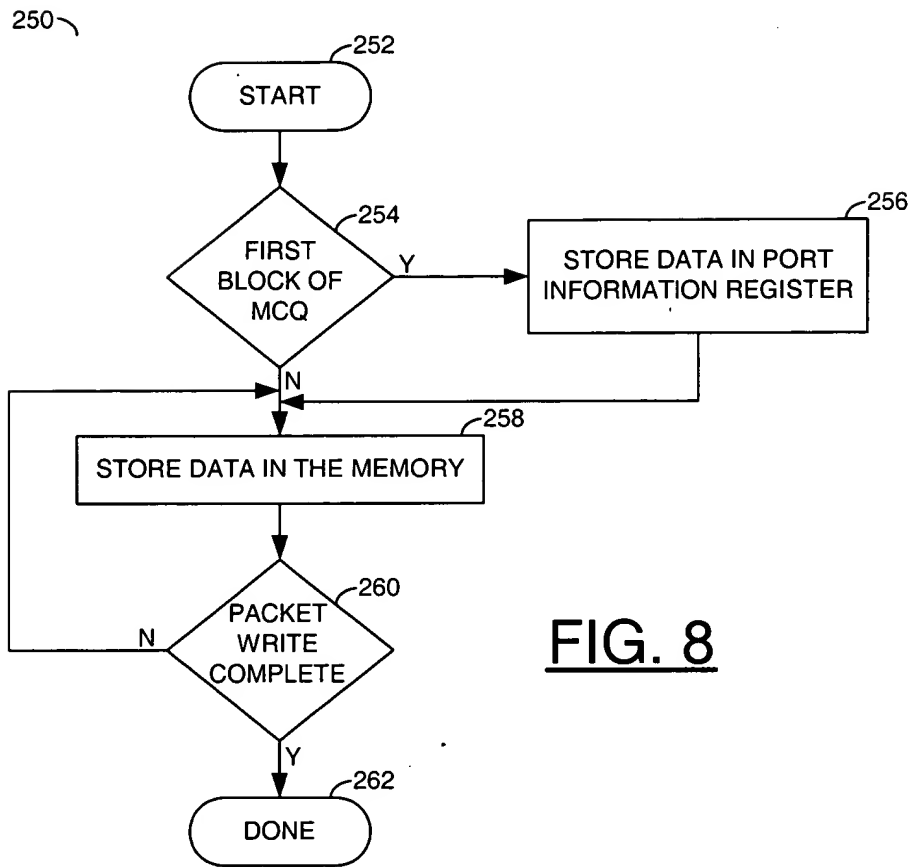 250
252
START
254
FIRST
BLOCK OF
MCQ
Y
256
STORE DATA IN PORT
INFORMATION REGISTER
N
258
STORE DATA IN THE MEMORY
260
PACKET
WRITE
COMPLETE
N
Y
FIG. 8
262
DONE